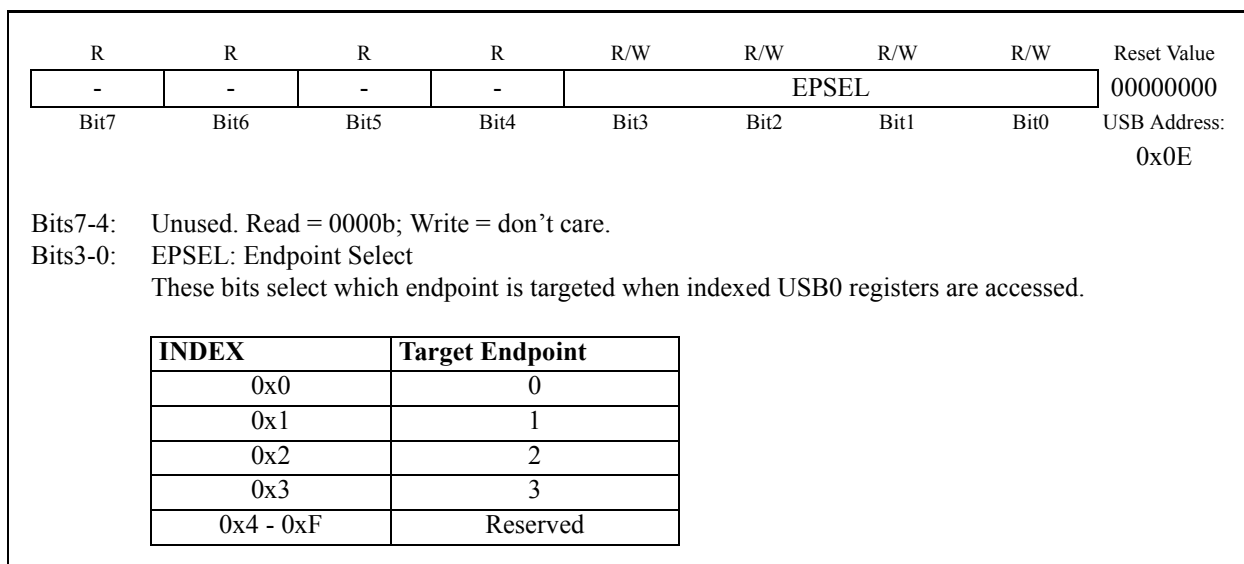 R R R R R/W R/W R/W R/W Reset Value
- - - - EPSEL 00000000
Bit7 Bit6 Bit5 Bit4 Bit3 Bit2 Bit1 Bit0 USB Address:
0x0E
Bits7-4: Unused. Read = 0000b; Write = don’t care.
Bits3-0: EPSEL: Endpoint Select
These bits select which endpoint is targeted when indexed USB0 registers are accessed.
INDEX Target Endpoint
0x0 0
0x1 1
0x2 2
0x3 3
0x4 - 0xF Reserved